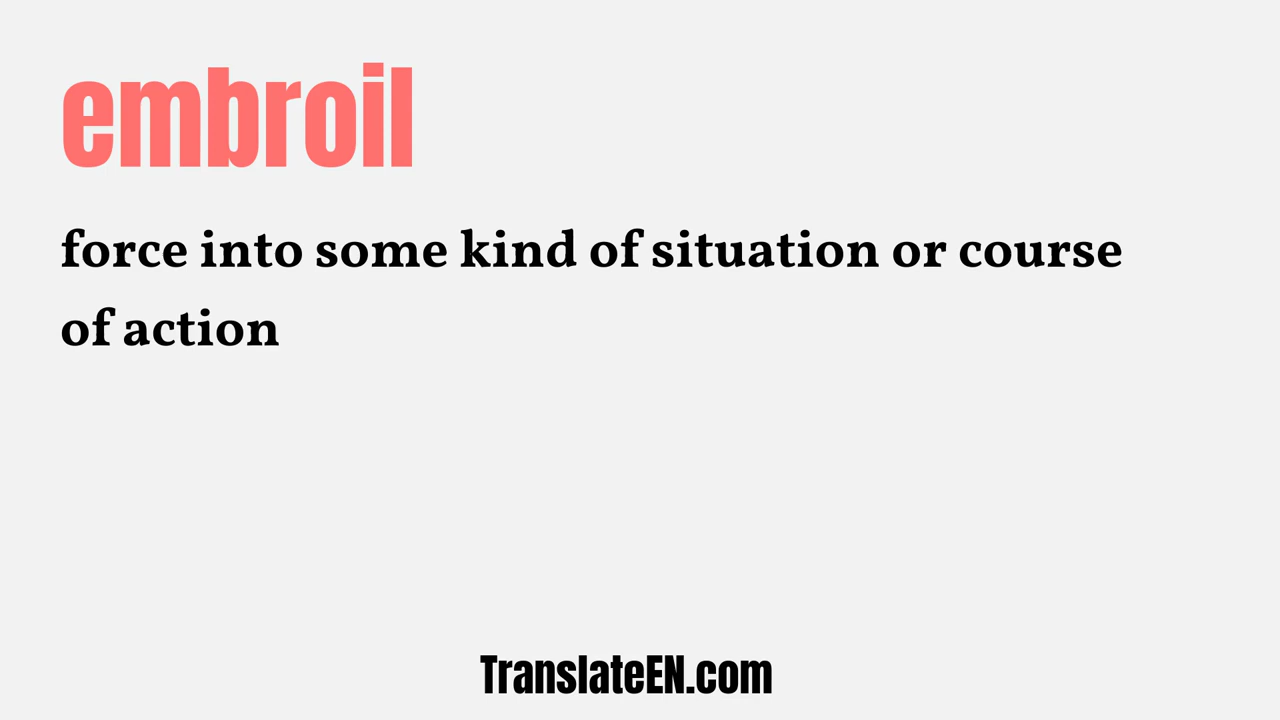 embroil
force into some kind of situation or course
of action
TranslateEN.com